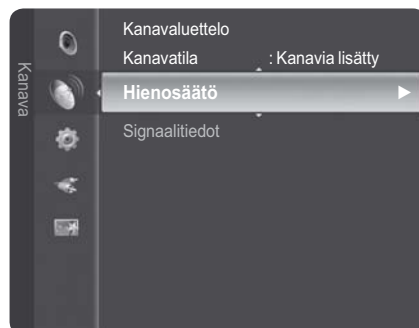 Kanava
Kanavaluettelo
Kanavatila : Kanavia lisätty
Hienosäätö
Signaalitiedot